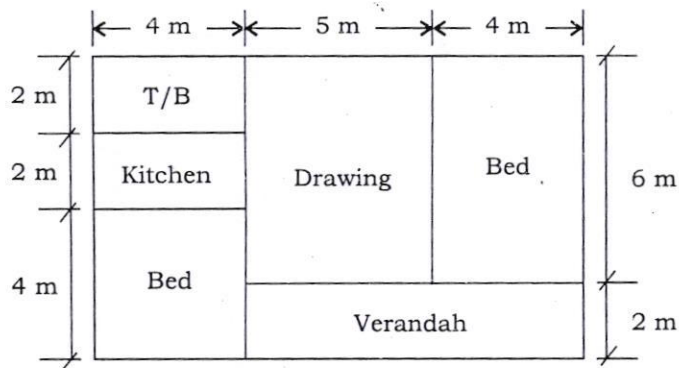 4 m 5 m 4 m
2 m
T/B
2 m
Kitchen
Drawing
Bed
6 m
4 m
Bed
Verandah
2 m